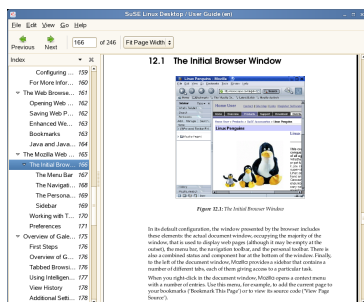 SuSE Linux Desktop / User Guide (en)
File Edit View Go Help
Previous Next 166 of 246 Fit Page Width
Index
Configuring ... 159
For More Infor... 160
The Web Browse... 161
Opening Web ... 162
Saving Web P... 162
Enhanced We... 163
Bookmarks 163
Java and Java... 164
The Mozilla Web ... 165
The Initial Brow... 166
The Menu Bar 167
The Navigati... 168
The Persona... 169
Sidebar 169
Working with T... 170
Preferences 171
Overview of Gale... 175
First Steps 176
Overview of G... 176
Tabbed Browsi... 176
Using Intelligen... 177
View History 178
Additional Setti... 178
12.1 The Initial Browser Window
Linux Penguins
Figure 12.1: The Initial Browser Window
In its default configuration, the window presented by the browser includes
these elements: the actual document window, occupying the majority of the
window, that is used to display web pages (although it may be empty at the
outset), the menu bar, the navigation toolbar, and the personal toolbar. There is
also a combined status and component bar at the bottom of the window. Finally,
to the left of the document window, Mozilla provides a sidebar that contains a
number of different tabs, each of them giving access to a particular task.
When you right-click in the document window, Mozilla opens a context menu
with a number of entries. Use this menu, for example, to add the current page to
your bookmarks ('Bookmark This Page') or to view its source code ('View Page
Source').